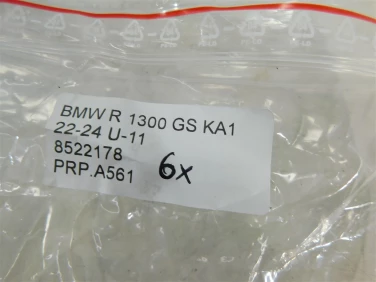 BMW R 1300 GS KA1
22-24 U-11
8522178
PRP.A561 6x